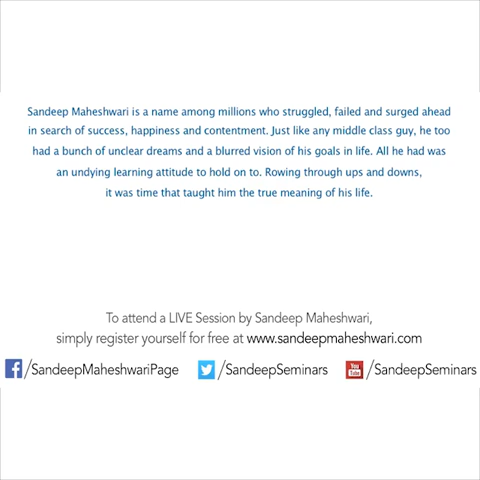 Sandeep Maheshwari is a name among millions who struggled, failed and surged ahead
in search of success, happiness and contentment. Just like any middle class guy, he too
had a bunch of unclear dreams and a blurred vision of his goals in life. All he had was
an undying learning attitude to hold on to. Rowing through ups and downs,
it was time that taught him the true meaning of his life.
To attend a LIVE Session by Sandeep Maheshwari,
simply register yourself for free at www.sandeepmaheshwari.com
f/SandeepMaheshwariPage /SandeepSeminars You Tube/SandeepSeminars